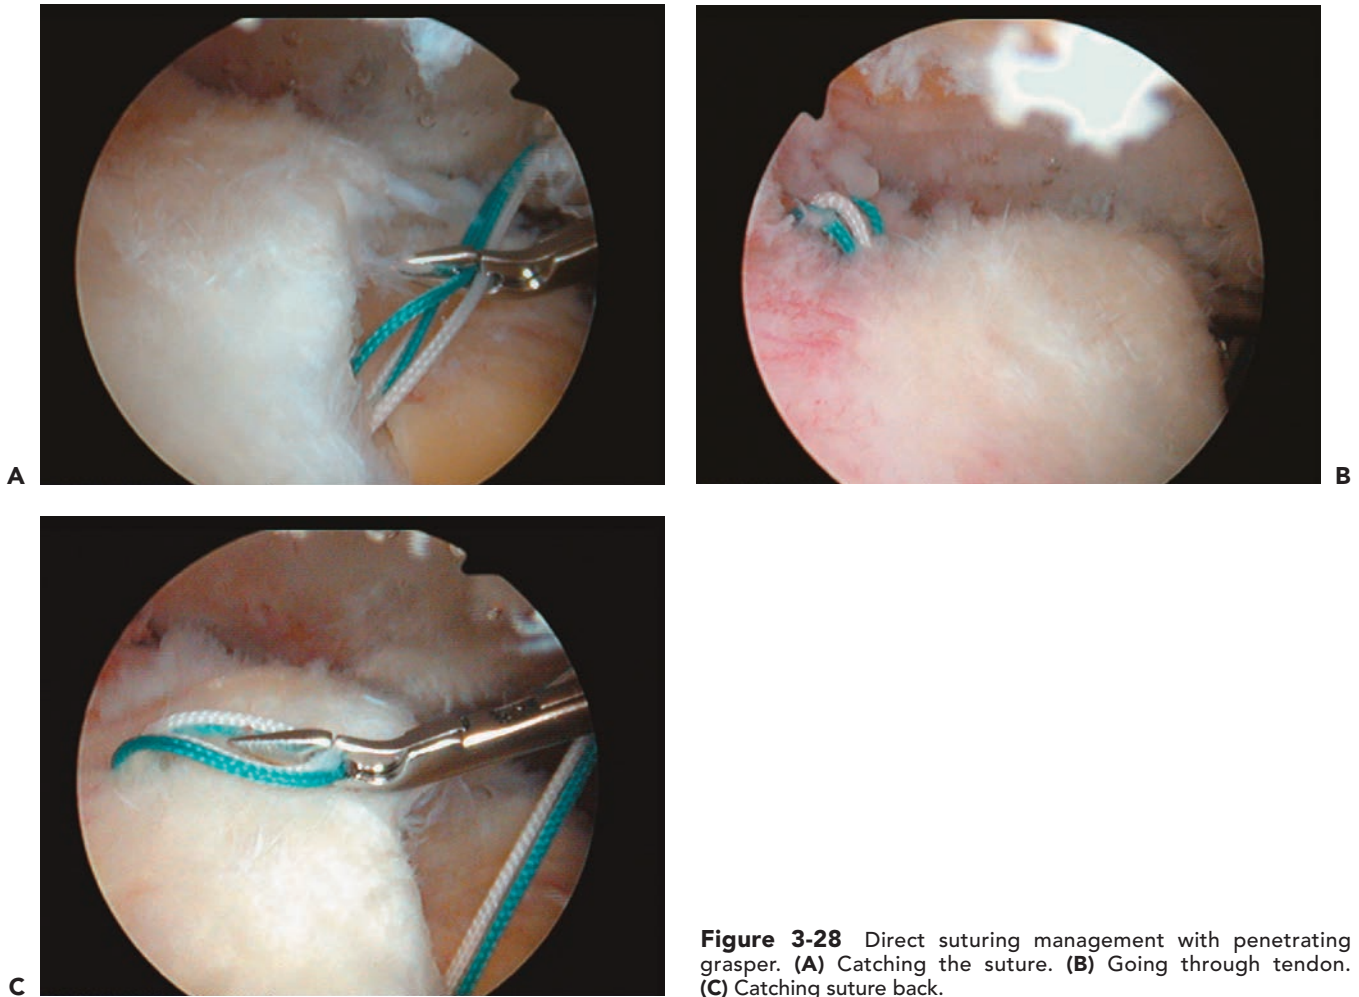 A
B
C
Figure 3-28 Direct suturing management with penetrating
grasper. (A) Catching the suture. (B) Going through tendon.
(C) Catching suture back.